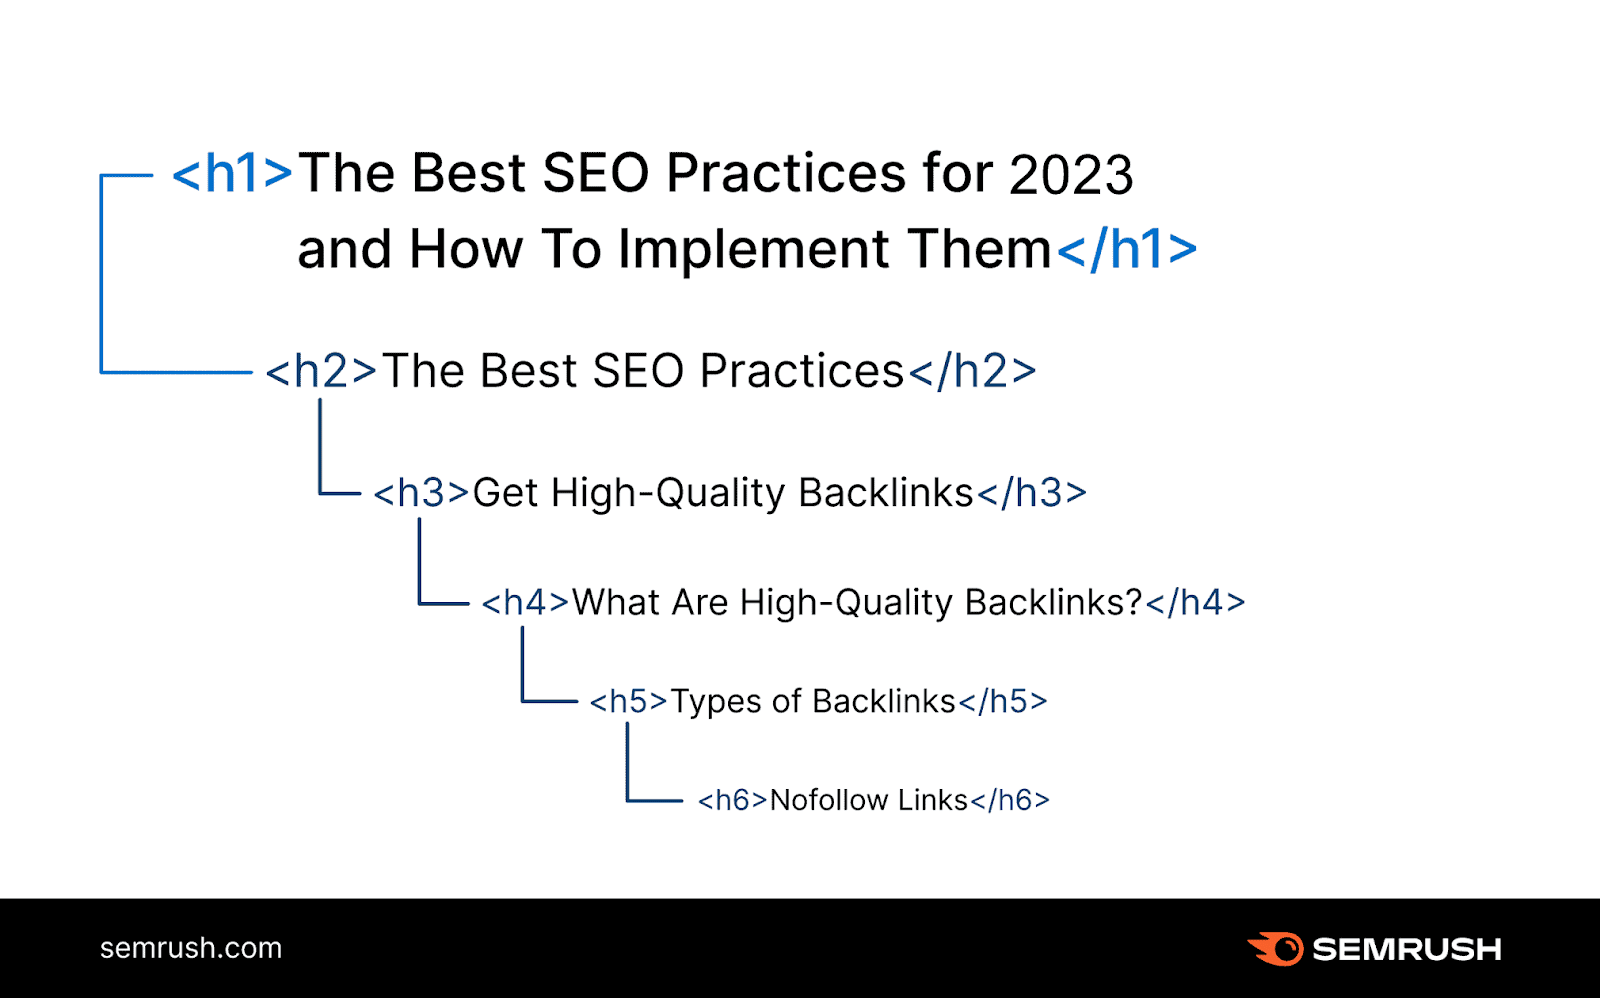 <h1>The Best SEO Practices for 2023
and How To Implement Them</h1>
<h2>The Best SEO Practices</h2>
<h3>Get High-Quality Backlinks</h3>
<h4>What Are High-Quality Backlinks?</h4>
<h5>Types of Backlinks</h5>
<h6>Nofollow Links</h6>
semrush.com
SEMRUSH